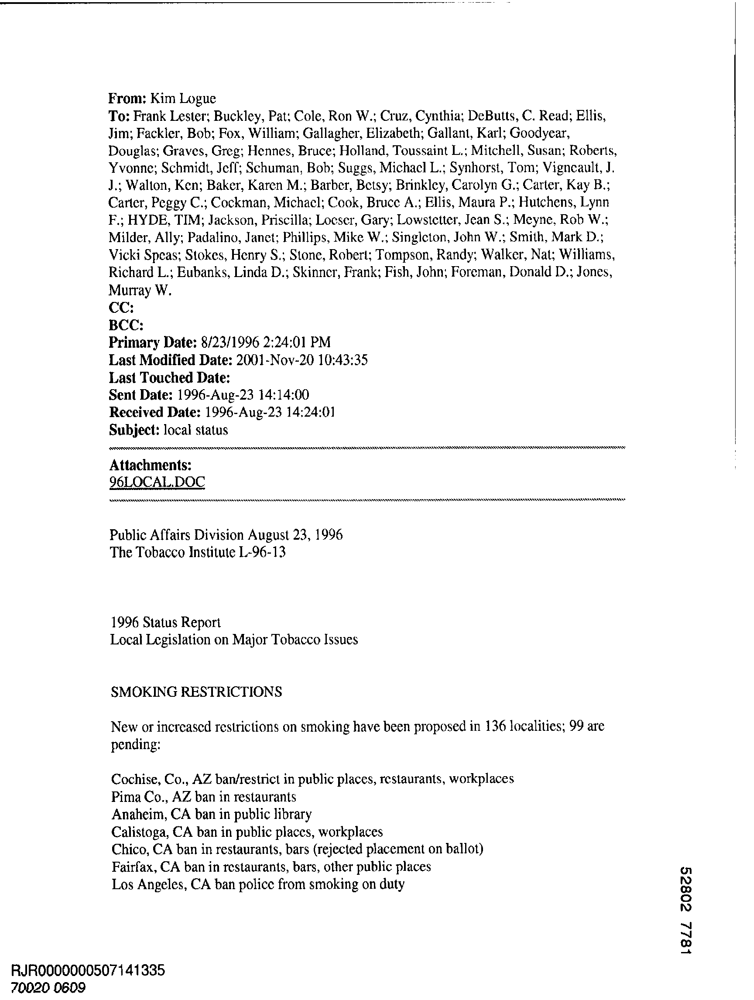 From: Kim Logue
To: Frank Lester; Buckley, Pat; Cole, Ron W.; Cruz, Cynthia; DeButts, C. Read; Ellis,
Jim; Fackler, Bob; Fox, William; Gallagher, Elizabeth; Gallant, Karl; Goodyear,
Douglas; Graves, Greg; Hennes, Bruce; Holland, Toussaint L.; Mitchell, Susan; Roberts,
Yvonne; Schmidt, Jeff; Schuman, Bob; Suggs, Michael L.; Synhorst, Tom; Vigneault, J.
J.; Walton, Ken; Baker, Karen M.; Barber, Betsy; Brinkley, Carolyn G.; Carter, Kay B.;
Carter, Peggy C.; Cockman, Michael; Cook, Bruce A.; Ellis, Maura P.; Hutchens, Lynn
F.; HYDE, TIM; Jackson, Priscilla; Loeser, Gary; Lowstetter, Jean S.; Meyne, Rob W.;
Milder, Ally; Padalino, Janet; Phillips, Mike W.; Singleton, John W.; Smith, Mark D.;
Vicki Speas; Stokes, Henry S.; Stone, Robert; Tompson, Randy; Walker, Nat; Williams,
Richard L.; Eubanks, Linda D.; Skinner, Frank; Fish, John; Foreman, Donald D.; Jones,
Murray W.
CC:
BCC:
Primary Date: 8/23/1996 2:24:01 PM
Last Modified Date: 2001-Nov-20 10:43:35
Last Touched Date:
Sent Date: 1996-Aug-23 14:14:00
Received Date: 1996-Aug-23 14:24:01
Subject: local status
Attachments:
96LOCAL.DOC
Public Affairs Division August 23, 1996
The Tobacco Institute L-96-13
1996 Status Report
Local Legislation on Major Tobacco Issues
SMOKING RESTRICTIONS
New or increased restrictions on smoking have been proposed in 136 localities; 99 are
pending:
Cochise, Co., AZ ban/restrict in public places, restaurants, workplaces
Pima Co., AZ ban in restaurants
Anaheim, CA ban in public library
Calistoga, CA ban in public places, workplaces
Chico, CA ban in restaurants, bars (rejected placement on ballot)
Fairfax, CA ban in restaurants, bars, other public places
Los Angeles, CA ban police from smoking on duty
52802 7781
RJR0000000507141335
70020 0609